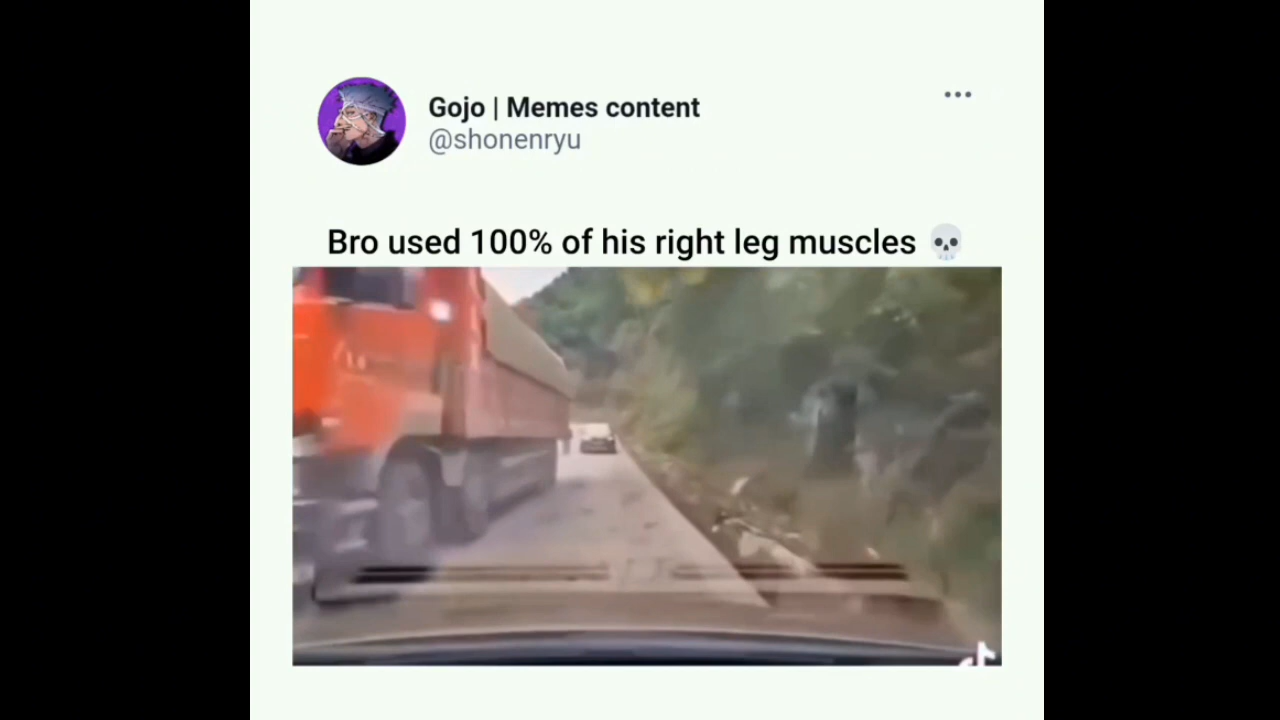 Gojo | Memes content
@shonenryu
Bro used 100% of his right leg muscles 💀